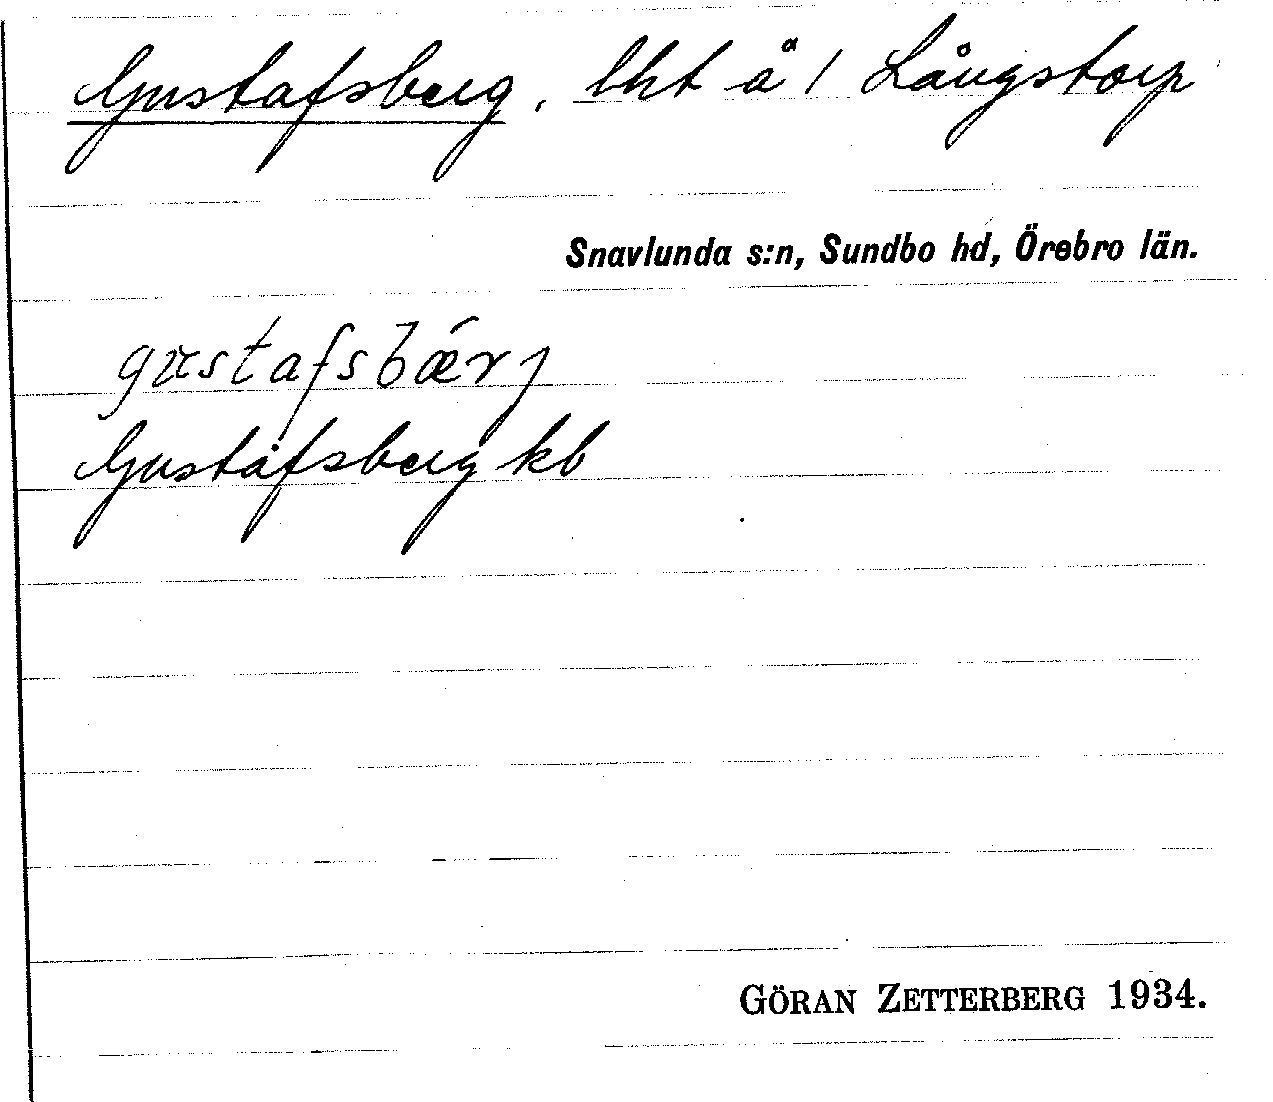 Gustafsberg, lht å 1 Långstorp
Snavlunda s:n, Sundbo hd, Örebro län.
gustafsbærj
Gustafsberg kb
GÖRAN ZETTERBERG 1934.